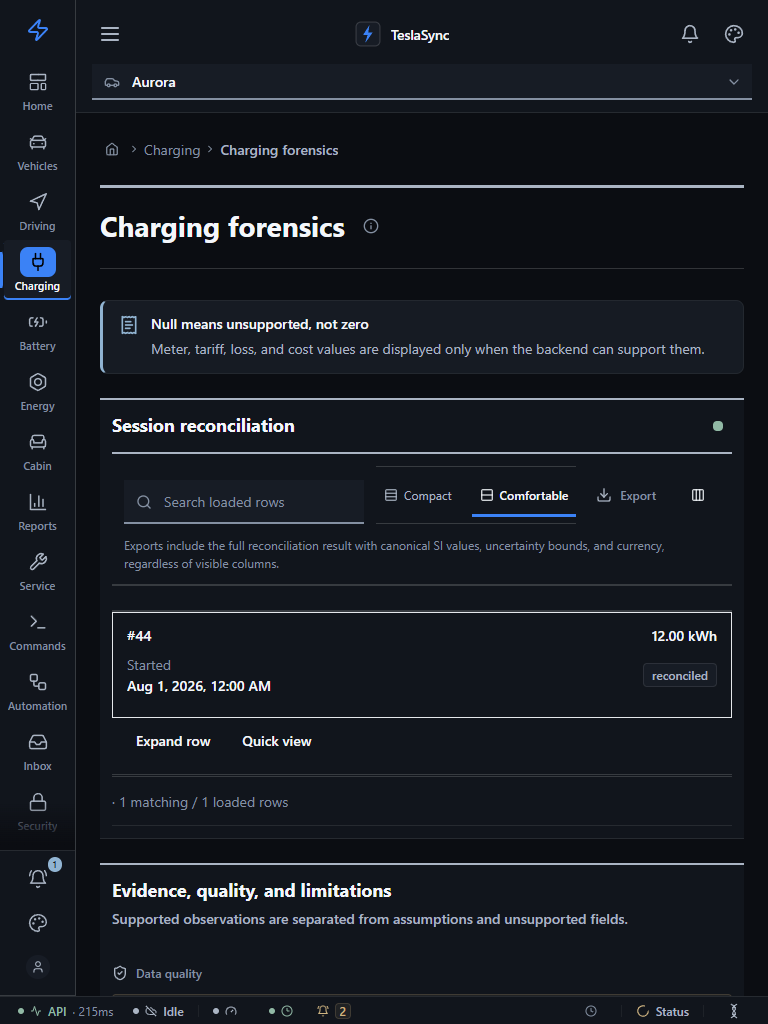 TeslaSync
Aurora
Home
Vehicles
Driving
Charging
Battery
Energy
Cabin
Reports
Service
Commands
Automation
Inbox
Security
1
Charging
Charging forensics
Charging forensics
Null means unsupported, not zero
Meter, tariff, loss, and cost values are displayed only when the backend can support them.
Session reconciliation
Search loaded rows
Compact
Comfortable
Export
Exports include the full reconciliation result with canonical SI values, uncertainty bounds, and currency,
regardless of visible columns.
#44
12.00 kWh
Started
Aug 1, 2026, 12:00 AM
reconciled
Expand row
Quick view
· 1 matching / 1 loaded rows
Evidence, quality, and limitations
Supported observations are separated from assumptions and unsupported fields.
Data quality
API · 215ms
Idle
2
Status